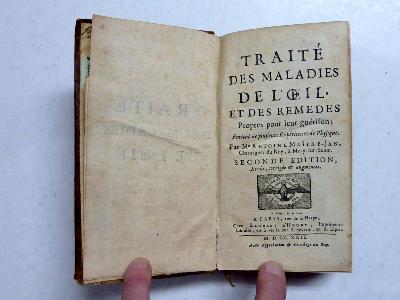 TRAITÉ
DES MALADIES
DE L'ŒIL,
ET DES REMEDES
Propres pour leur guérison;
Enrichi de plusieurs Experiences de Physique.
Par Me ANTOINE MAÎTRE-JAN,
Chirurgien du Roy, à Mery-sur-Seine.
SECONDE EDITION,
Revûë, corrigée & augmentée.
A PARIS, rue de la Harpe,
M. DCC. XXII.
Avec Approbation & Privilege du Roy.